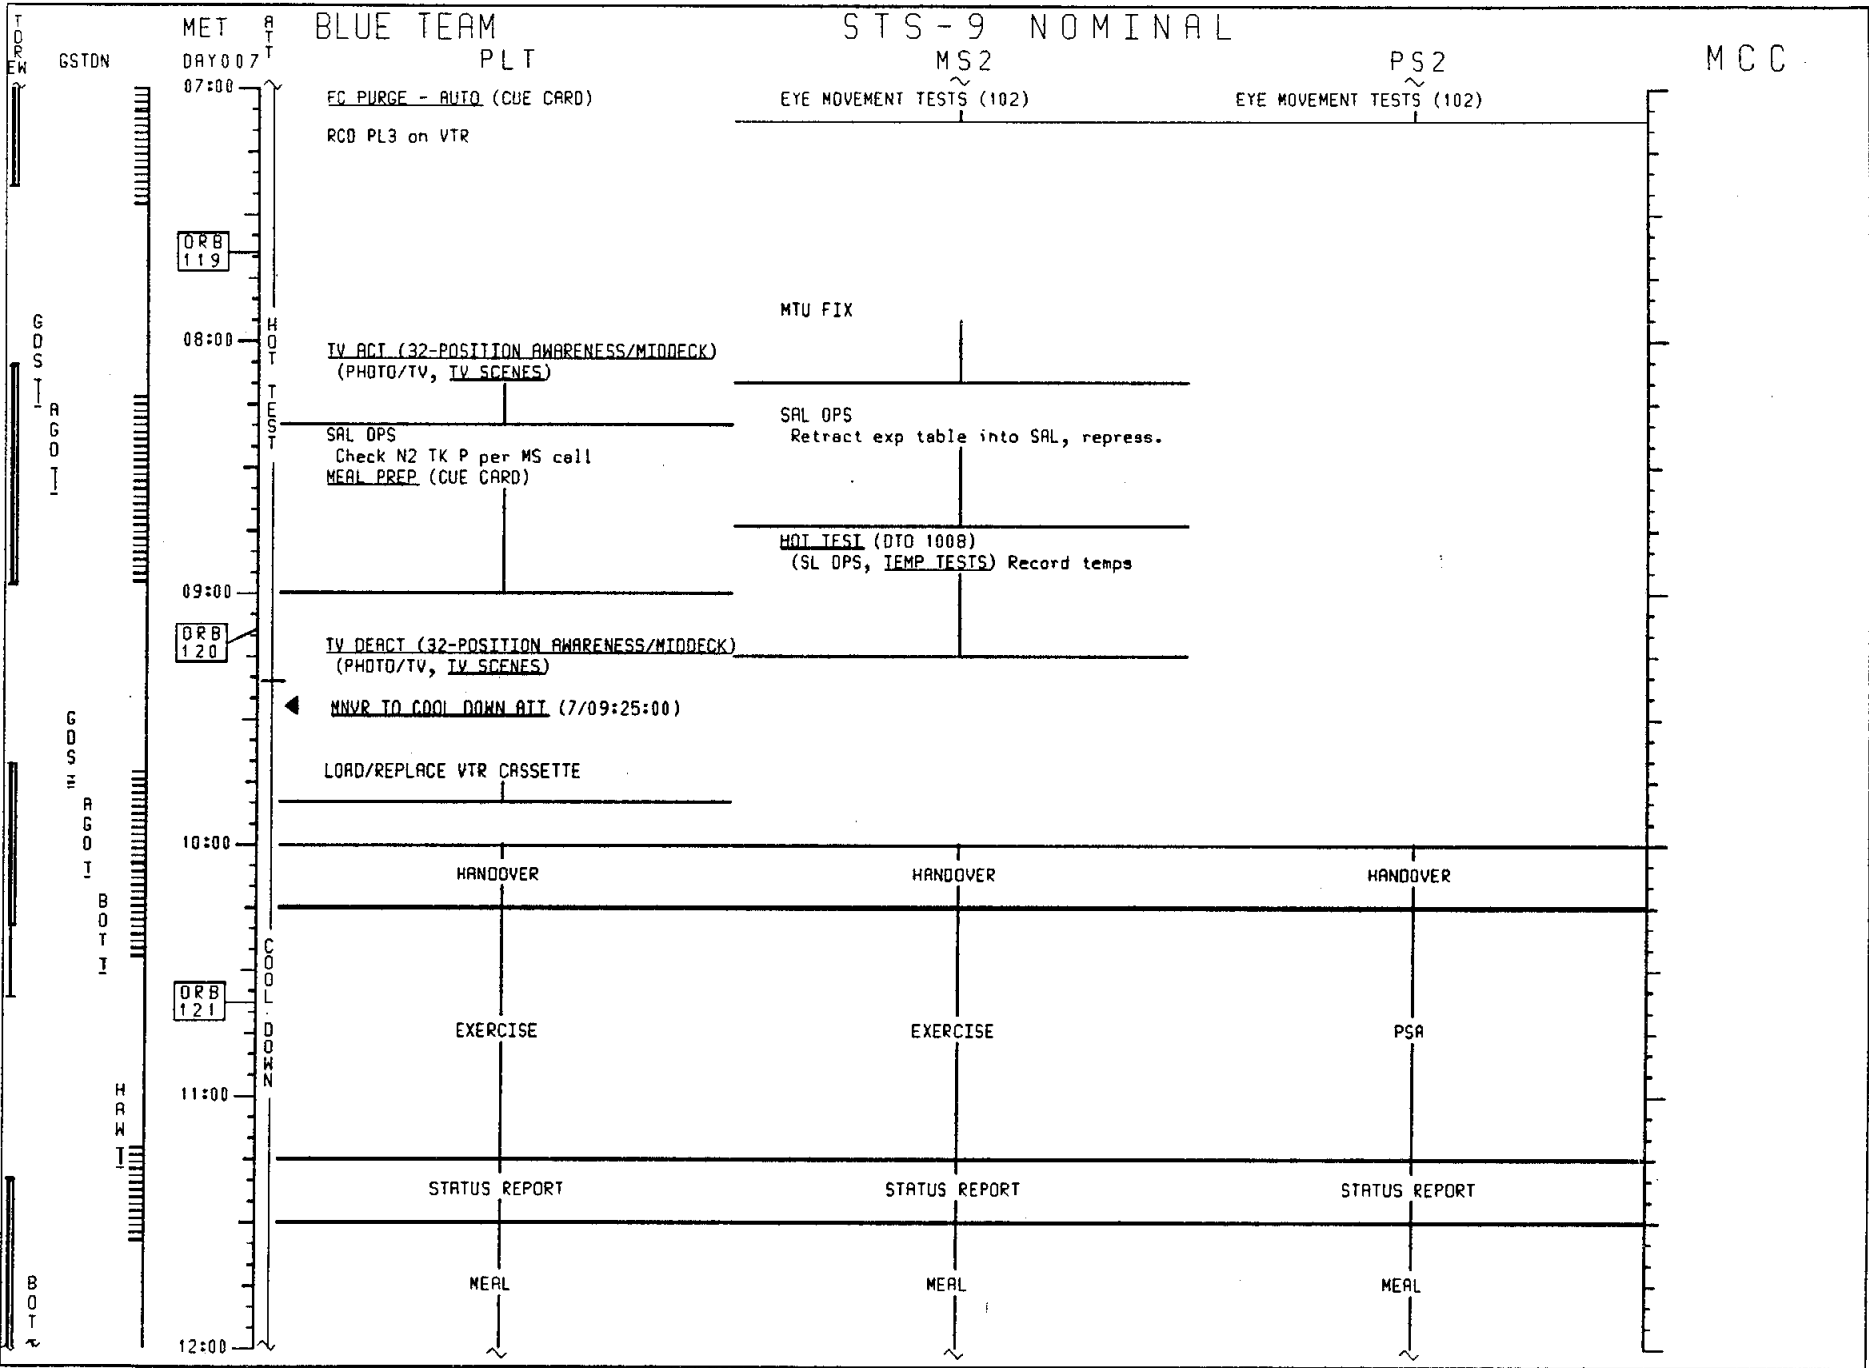 TDRE W
GSTDN
MET
DAY007
ATT
BLUE TEAM
STS-9 NOMINAL
PLT
MS2
PS2
MCC
07:00
FC PURGE - AUTO (CUE CARD)
EYE MOVEMENT TESTS (102)
EYE MOVEMENT TESTS (102)
RCD PL3 on VTR
ORB
119
MTU FIX
GDS
HOT TEST
08:00
TV ACT (32-POSITION AWARENESS/MIDDECK)
(PHOTO/TV, TV SCENES)
AGO
SAL OPS
Retract exp table into SAL, repress.
SAL OPS
Check N2 TK P per MS call
MEAL PREP (CUE CARD)
HOT TEST (DTO 1008)
(SL OPS, TEMP TESTS) Record temps
09:00
ORB
120
TV DEACT (32-POSITION AWARENESS/MIDDECK)
(PHOTO/TV, TV SCENES)
MNVR TO COOL DOWN ATT (7/09:25:00)
GDS
LOAD/REPLACE VTR CASSETTE
AGO
10:00
HANDOVER
HANDOVER
HANDOVER
BOT
COOL DOWN
ORB
121
EXERCISE
EXERCISE
PSA
11:00
HAW
STATUS REPORT
STATUS REPORT
STATUS REPORT
BOT
MEAL
MEAL
MEAL
12:00